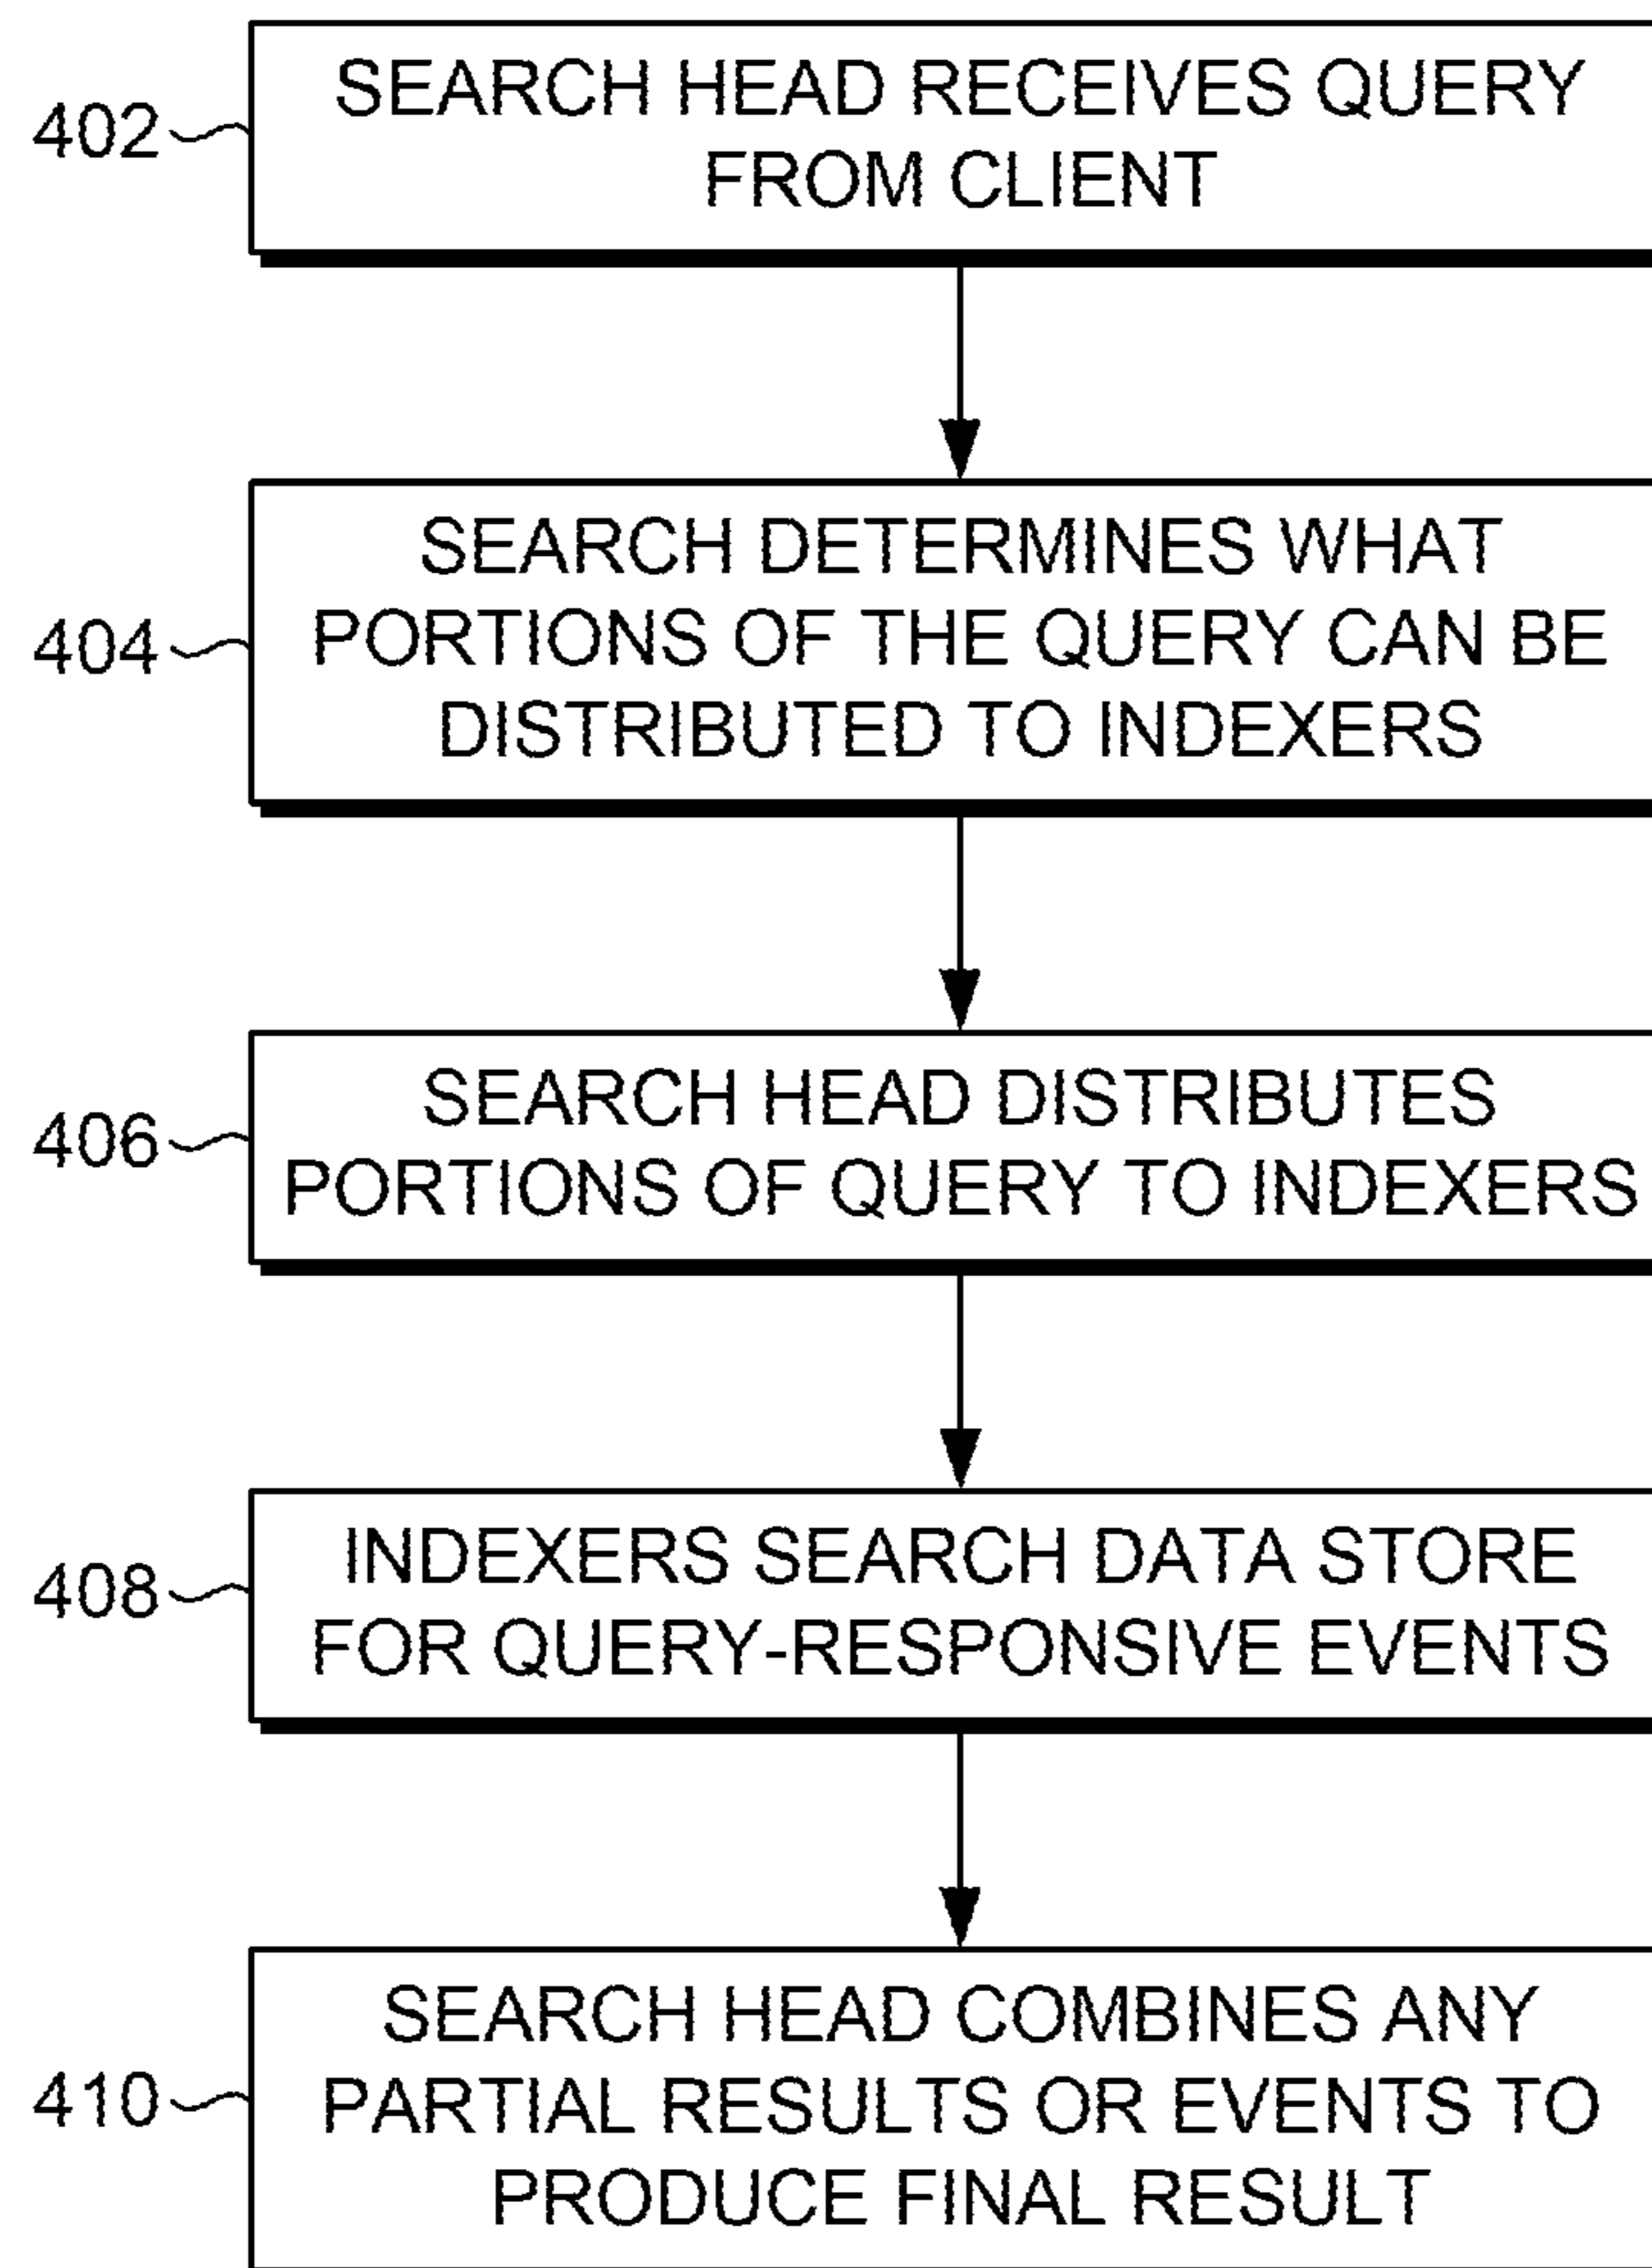 402
SEARCH HEAD RECEIVES QUERY
FROM CLIENT
404
SEARCH DETERMINES WHAT
PORTIONS OF THE QUERY CAN BE
DISTRIBUTED TO INDEXERS
406
SEARCH HEAD DISTRIBUTES
PORTIONS OF QUERY TO INDEXERS
408
INDEXERS SEARCH DATA STORE
FOR QUERY-RESPONSIVE EVENTS
410
SEARCH HEAD COMBINES ANY
PARTIAL RESULTS OR EVENTS TO
PRODUCE FINAL RESULT